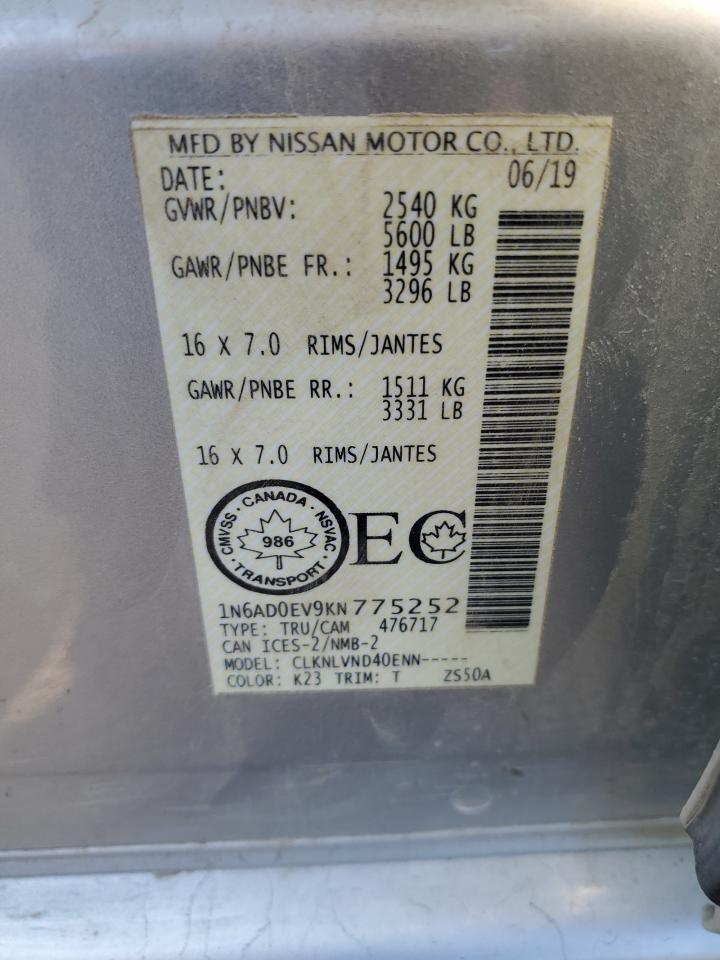 MFD BY NISSAN MOTOR CO., LTD.
DATE: 06/19
GVWR/PNBV: 2540 KG
5600 LB
GAWR/PNBE FR.: 1495 KG
3296 LB
16 X 7.0 RIMS/JANTES
GAWR/PNBE RR.: 1511 KG
3331 LB
16 X 7.0 RIMS/JANTES
CMVSS · CANADA · NSVAC · TRANSPORT ·
986
EC
1N6AD0EV9KN775252
TYPE: TRU/CAM 476717
CAN ICES-2/NMB-2
MODEL: CLKNLVND40ENN-----
COLOR: K23 TRIM: T ZS50A